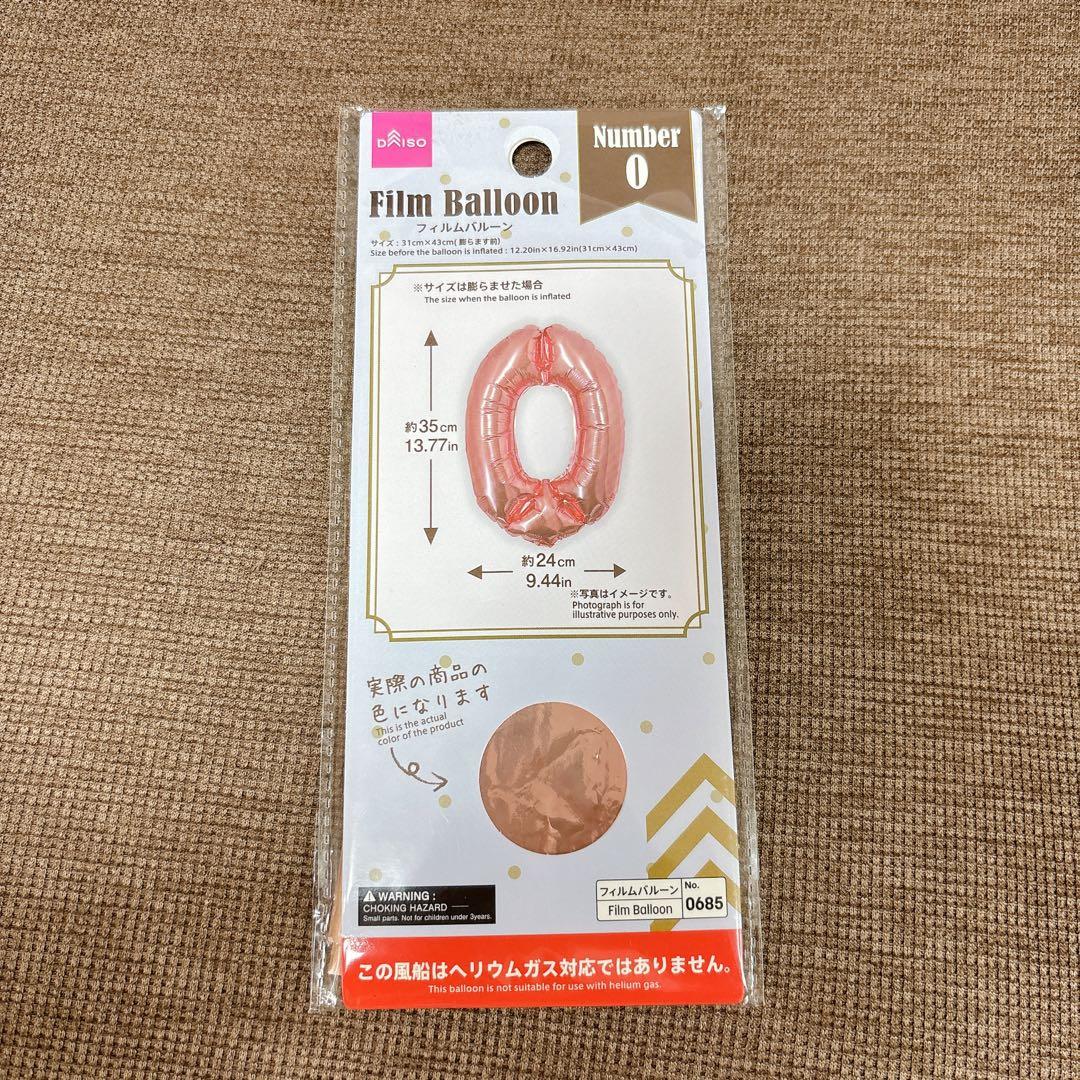 DAISO
Number
0
Film Balloon
フィルムバルーン
サイズ：31cm×43cm(膨らます前)
Size before the balloon is inflated : 12.20in×16.92in(31cm×43cm)
※サイズは膨らませた場合
The size when the balloon is inflated
約35cm
13.77in
約24cm
9.44in
※写真はイメージです。
Photograph is for
illustrative purposes only.
実際の商品の
色になります
This is the actual
color of the product
WARNING :
CHOKING HAZARD —
Small parts. Not for children under 3years.
フィルムバルーン
Film Balloon
No.
0685
この風船はヘリウムガス対応ではありません。
This balloon is not suitable for use with helium gas.